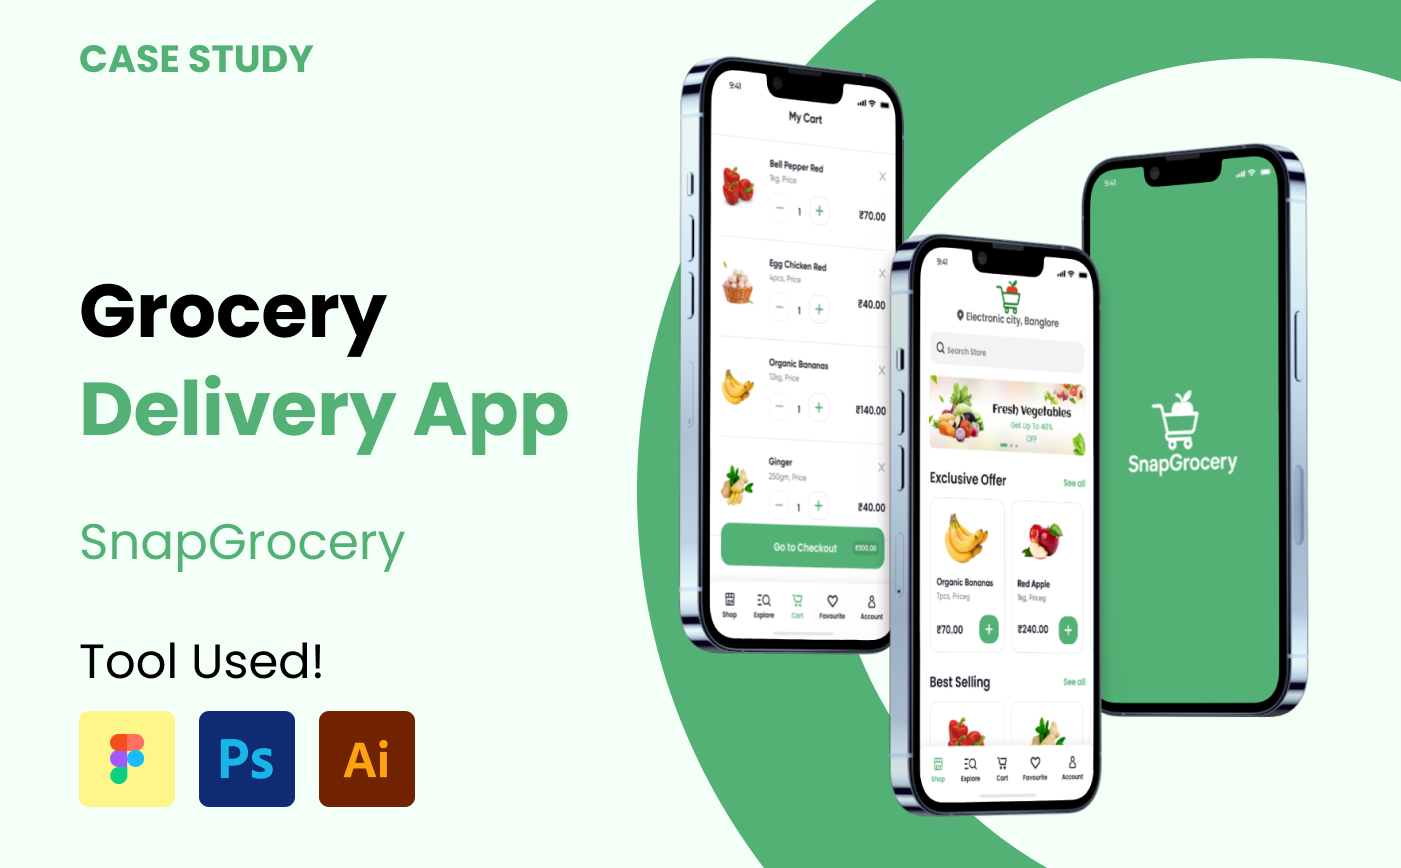 CASE STUDY
Grocery
Delivery App
SnapGrocery
Tool Used!
Ps
Ai
9:41
My Cart
Bell Pepper Red
1kg, Price
X
1
₹70.00
Egg Chicken Red
4pcs, Price
X
1
₹40.00
Organic Bananas
12kg, Price
X
1
₹140.00
Ginger
250gm, Price
X
1
₹40.00
Go to Checkout
₹300.00
Shop
Explore
Cart
Favourite
Account
9:41
Electronic city, Banglore
Search Store
Fresh Vegetables
Get Up To 40%
OFF
Exclusive Offer
See all
Organic Bananas
7pcs, Priceg
₹70.00
Red Apple
1kg, Priceg
₹240.00
Best Selling
See all
Shop
Explore
Cart
Favourite
Account
9:41
SnapGrocery